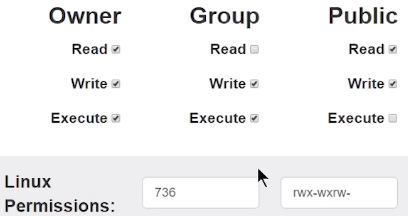 Owner Group Public
Read Read Read
Write Write Write
Execute Execute Execute
Linux
Permissions: 736 rwx-wxrw-